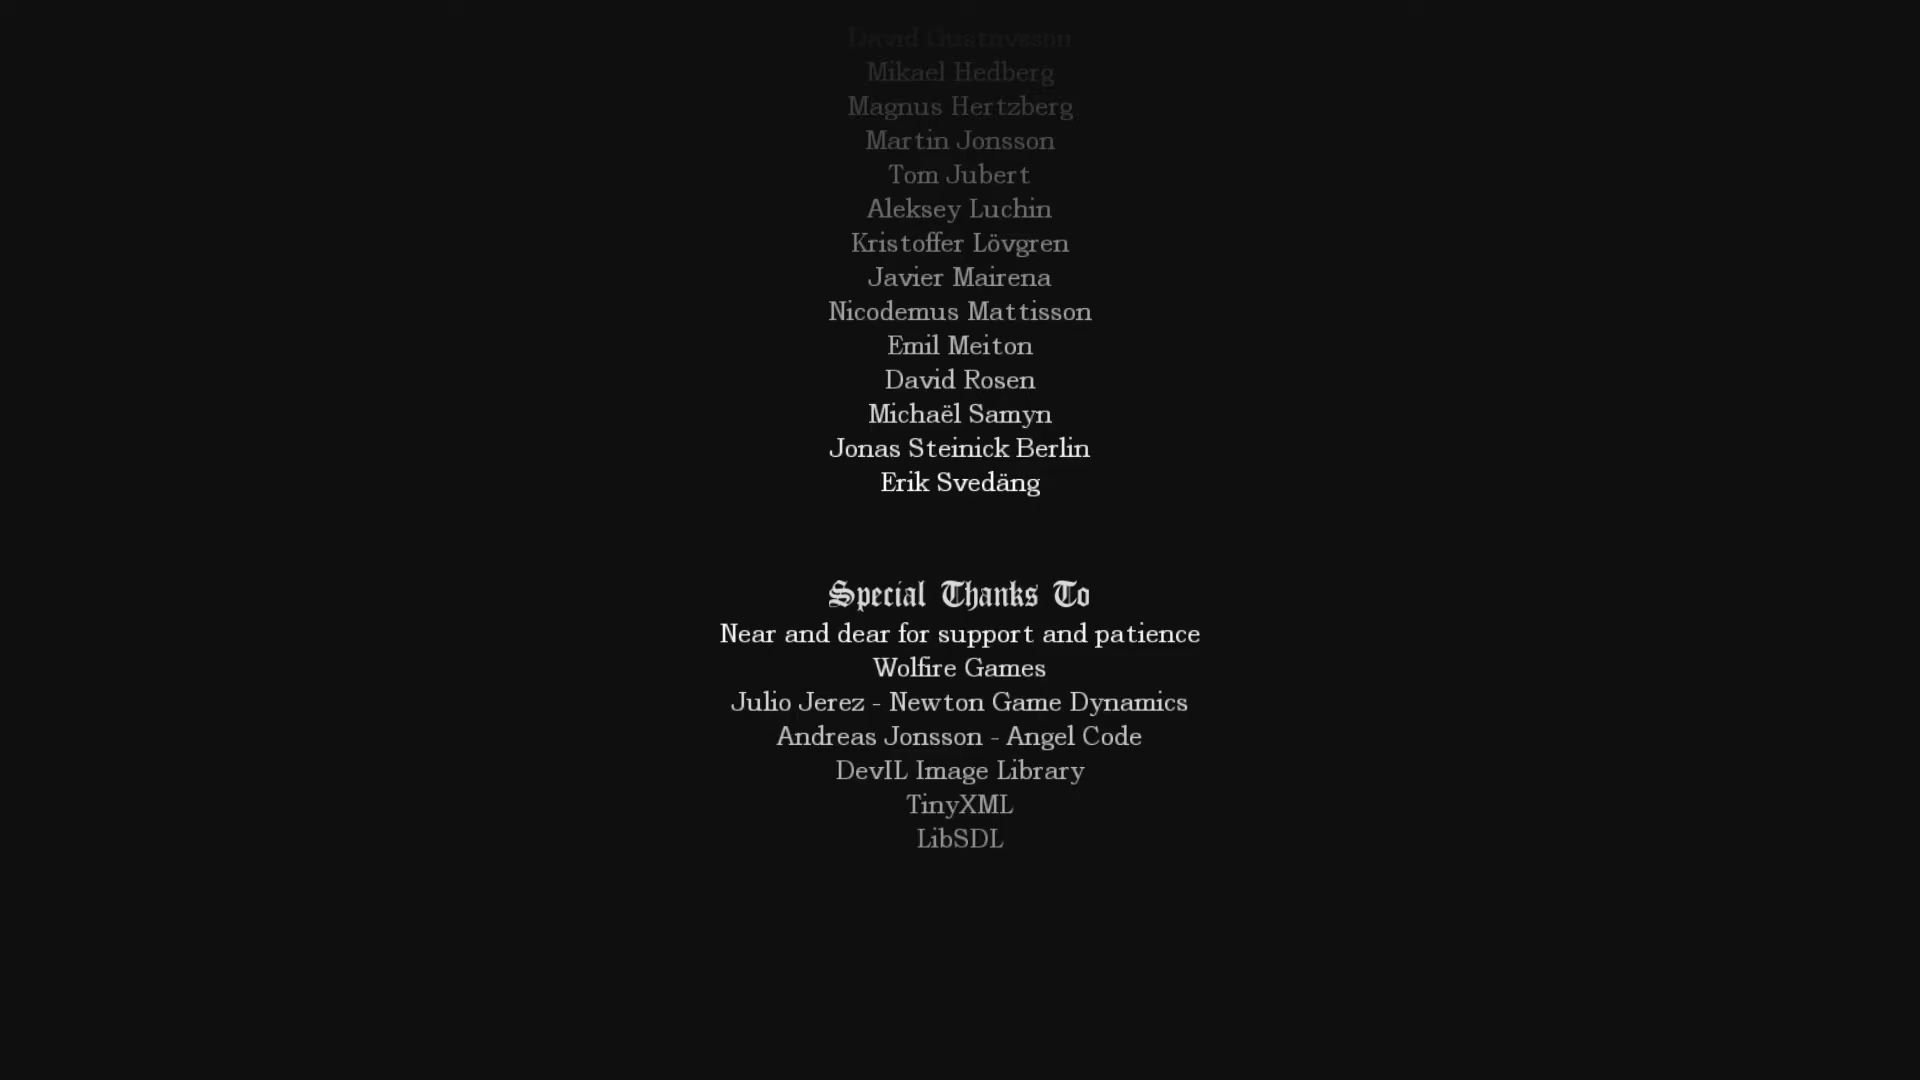 David Gustavsson
Mikael Hedberg
Magnus Hertzberg
Martin Jonsson
Tom Jubert
Aleksey Luchin
Kristoffer Lövgren
Javier Mairena
Nicodemus Mattisson
Emil Meiton
David Rosen
Michaël Samyn
Jonas Steinick Berlin
Erik Svedäng
Special Thanks To
Near and dear for support and patience
Wolfire Games
Julio Jerez - Newton Game Dynamics
Andreas Jonsson - Angel Code
DevIL Image Library
TinyXML
LibSDL